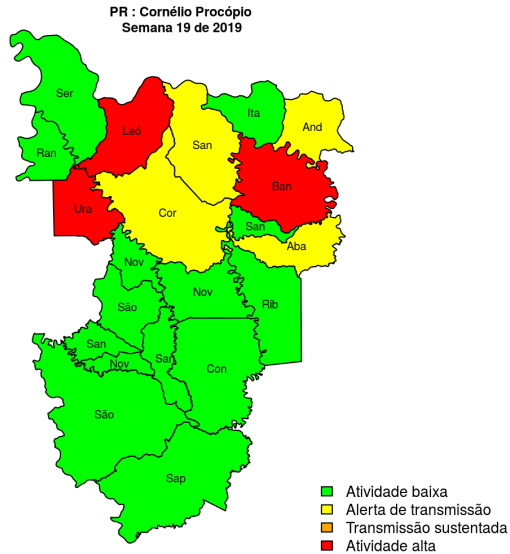 PR : Cornélio Procópio
Semana 19 de 2019
Ser
Leó
Ita
And
San
Ran
Ban
Ura
Cor
San
Aba
Nov
Nov
Rib
São
San
San
Nov
Con
São
Sap
Atividade baixa
Alerta de transmissão
Transmissão sustentada
Atividade alta